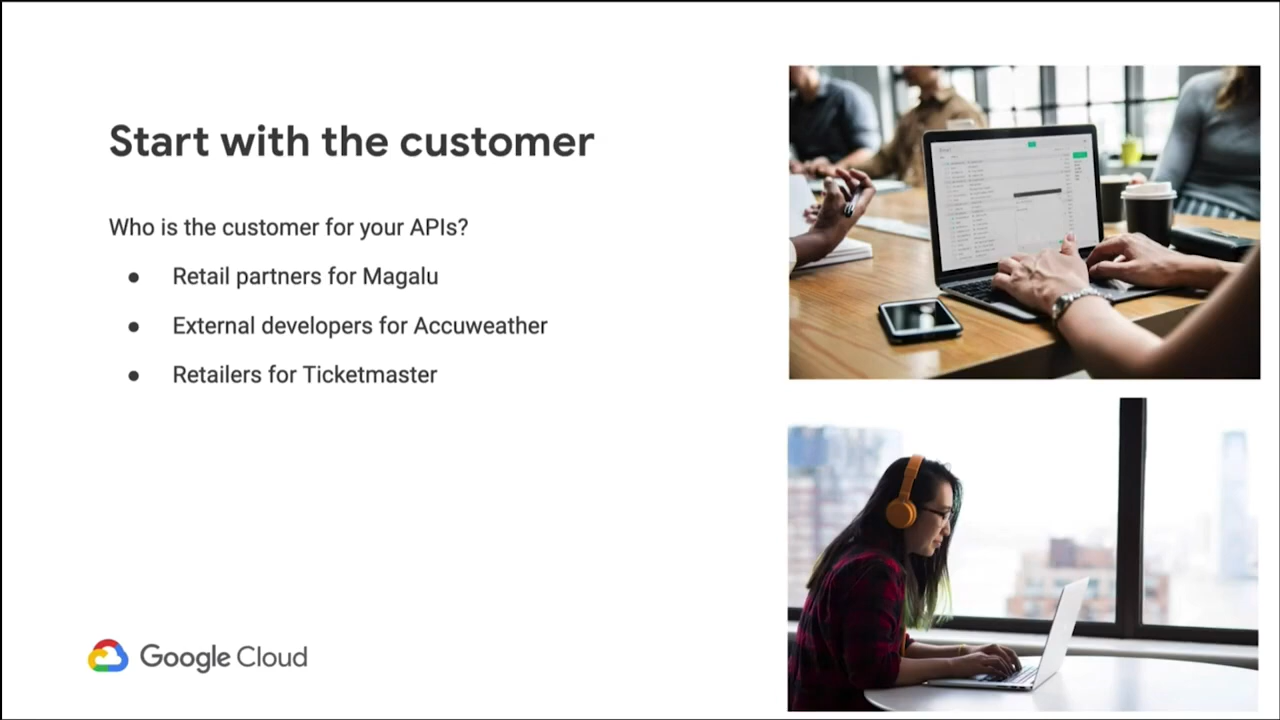 Start with the customer
Who is the customer for your APIs?
● Retail partners for Magalu
● External developers for Accuweather
● Retailers for Ticketmaster
Google Cloud